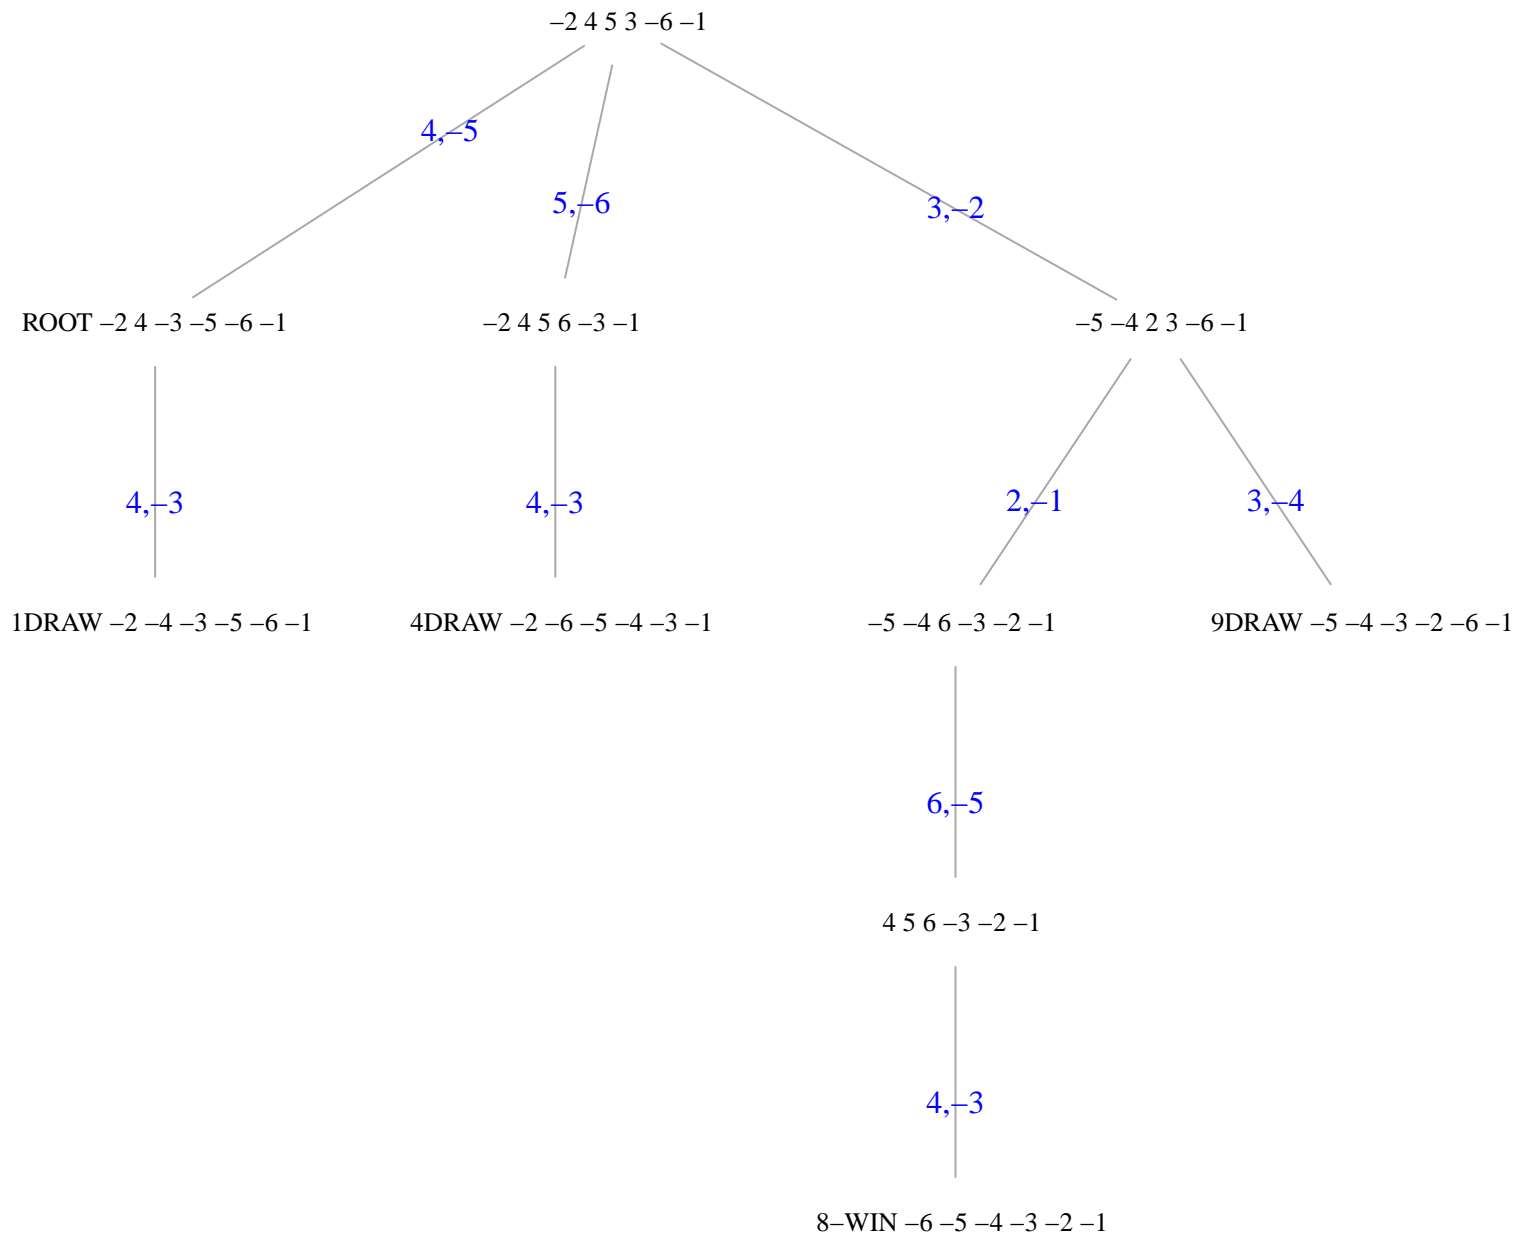 –2 4 5 3 –6 –1
4,–5
5,–6
3,–2
ROOT –2 4 –3 –5 –6 –1
–2 4 5 6 –3 –1
–5 –4 2 3 –6 –1
4,–3
4,–3
2,–1
3,–4
1DRAW –2 –4 –3 –5 –6 –1
4DRAW –2 –6 –5 –4 –3 –1
–5 –4 6 –3 –2 –1
9DRAW –5 –4 –3 –2 –6 –1
6,–5
4 5 6 –3 –2 –1
4,–3
8–WIN –6 –5 –4 –3 –2 –1